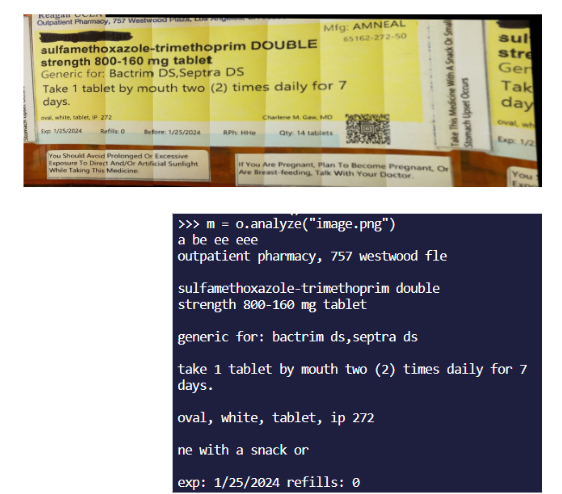 Reagan UCLA
Outpatient Pharmacy, 757 Westwood Plaza, Los
Mfg: AMNEAL
65162-272-50
sulfamethoxazole-trimethoprim DOUBLE
strength 800-160 mg tablet
Generic for: Bactrim DS,Septra DS
Take 1 tablet by mouth two (2) times daily for 7
days.
oval, white, tablet, IP 272
Charlene M. Gaw, MD
Exp: 1/25/2024 Refills: 0 Before: 1/25/2024 RPh: HHe Qty: 14 tablets
Take This Medicine With A Snack Or Small
Stomach Upset Occurs
Stomach Upset
sul
stre
Gen
Tak
day
oval, wh
Exp: 1/2
You Should Avoid Prolonged Or Excessive
Exposure To Direct And/Or Artificial Sunlight
While Taking This Medicine.
If You Are Pregnant, Plan To Become Pregnant, Or
Are Breast-feeding, Talk With Your Doctor.
You
>>> m = o.analyze("image.png")
a be ee eee
outpatient pharmacy, 757 westwood fle
sulfamethoxazole-trimethoprim double
strength 800-160 mg tablet
generic for: bactrim ds,septra ds
take 1 tablet by mouth two (2) times daily for 7
days.
oval, white, tablet, ip 272
ne with a snack or
exp: 1/25/2024 refills: 0